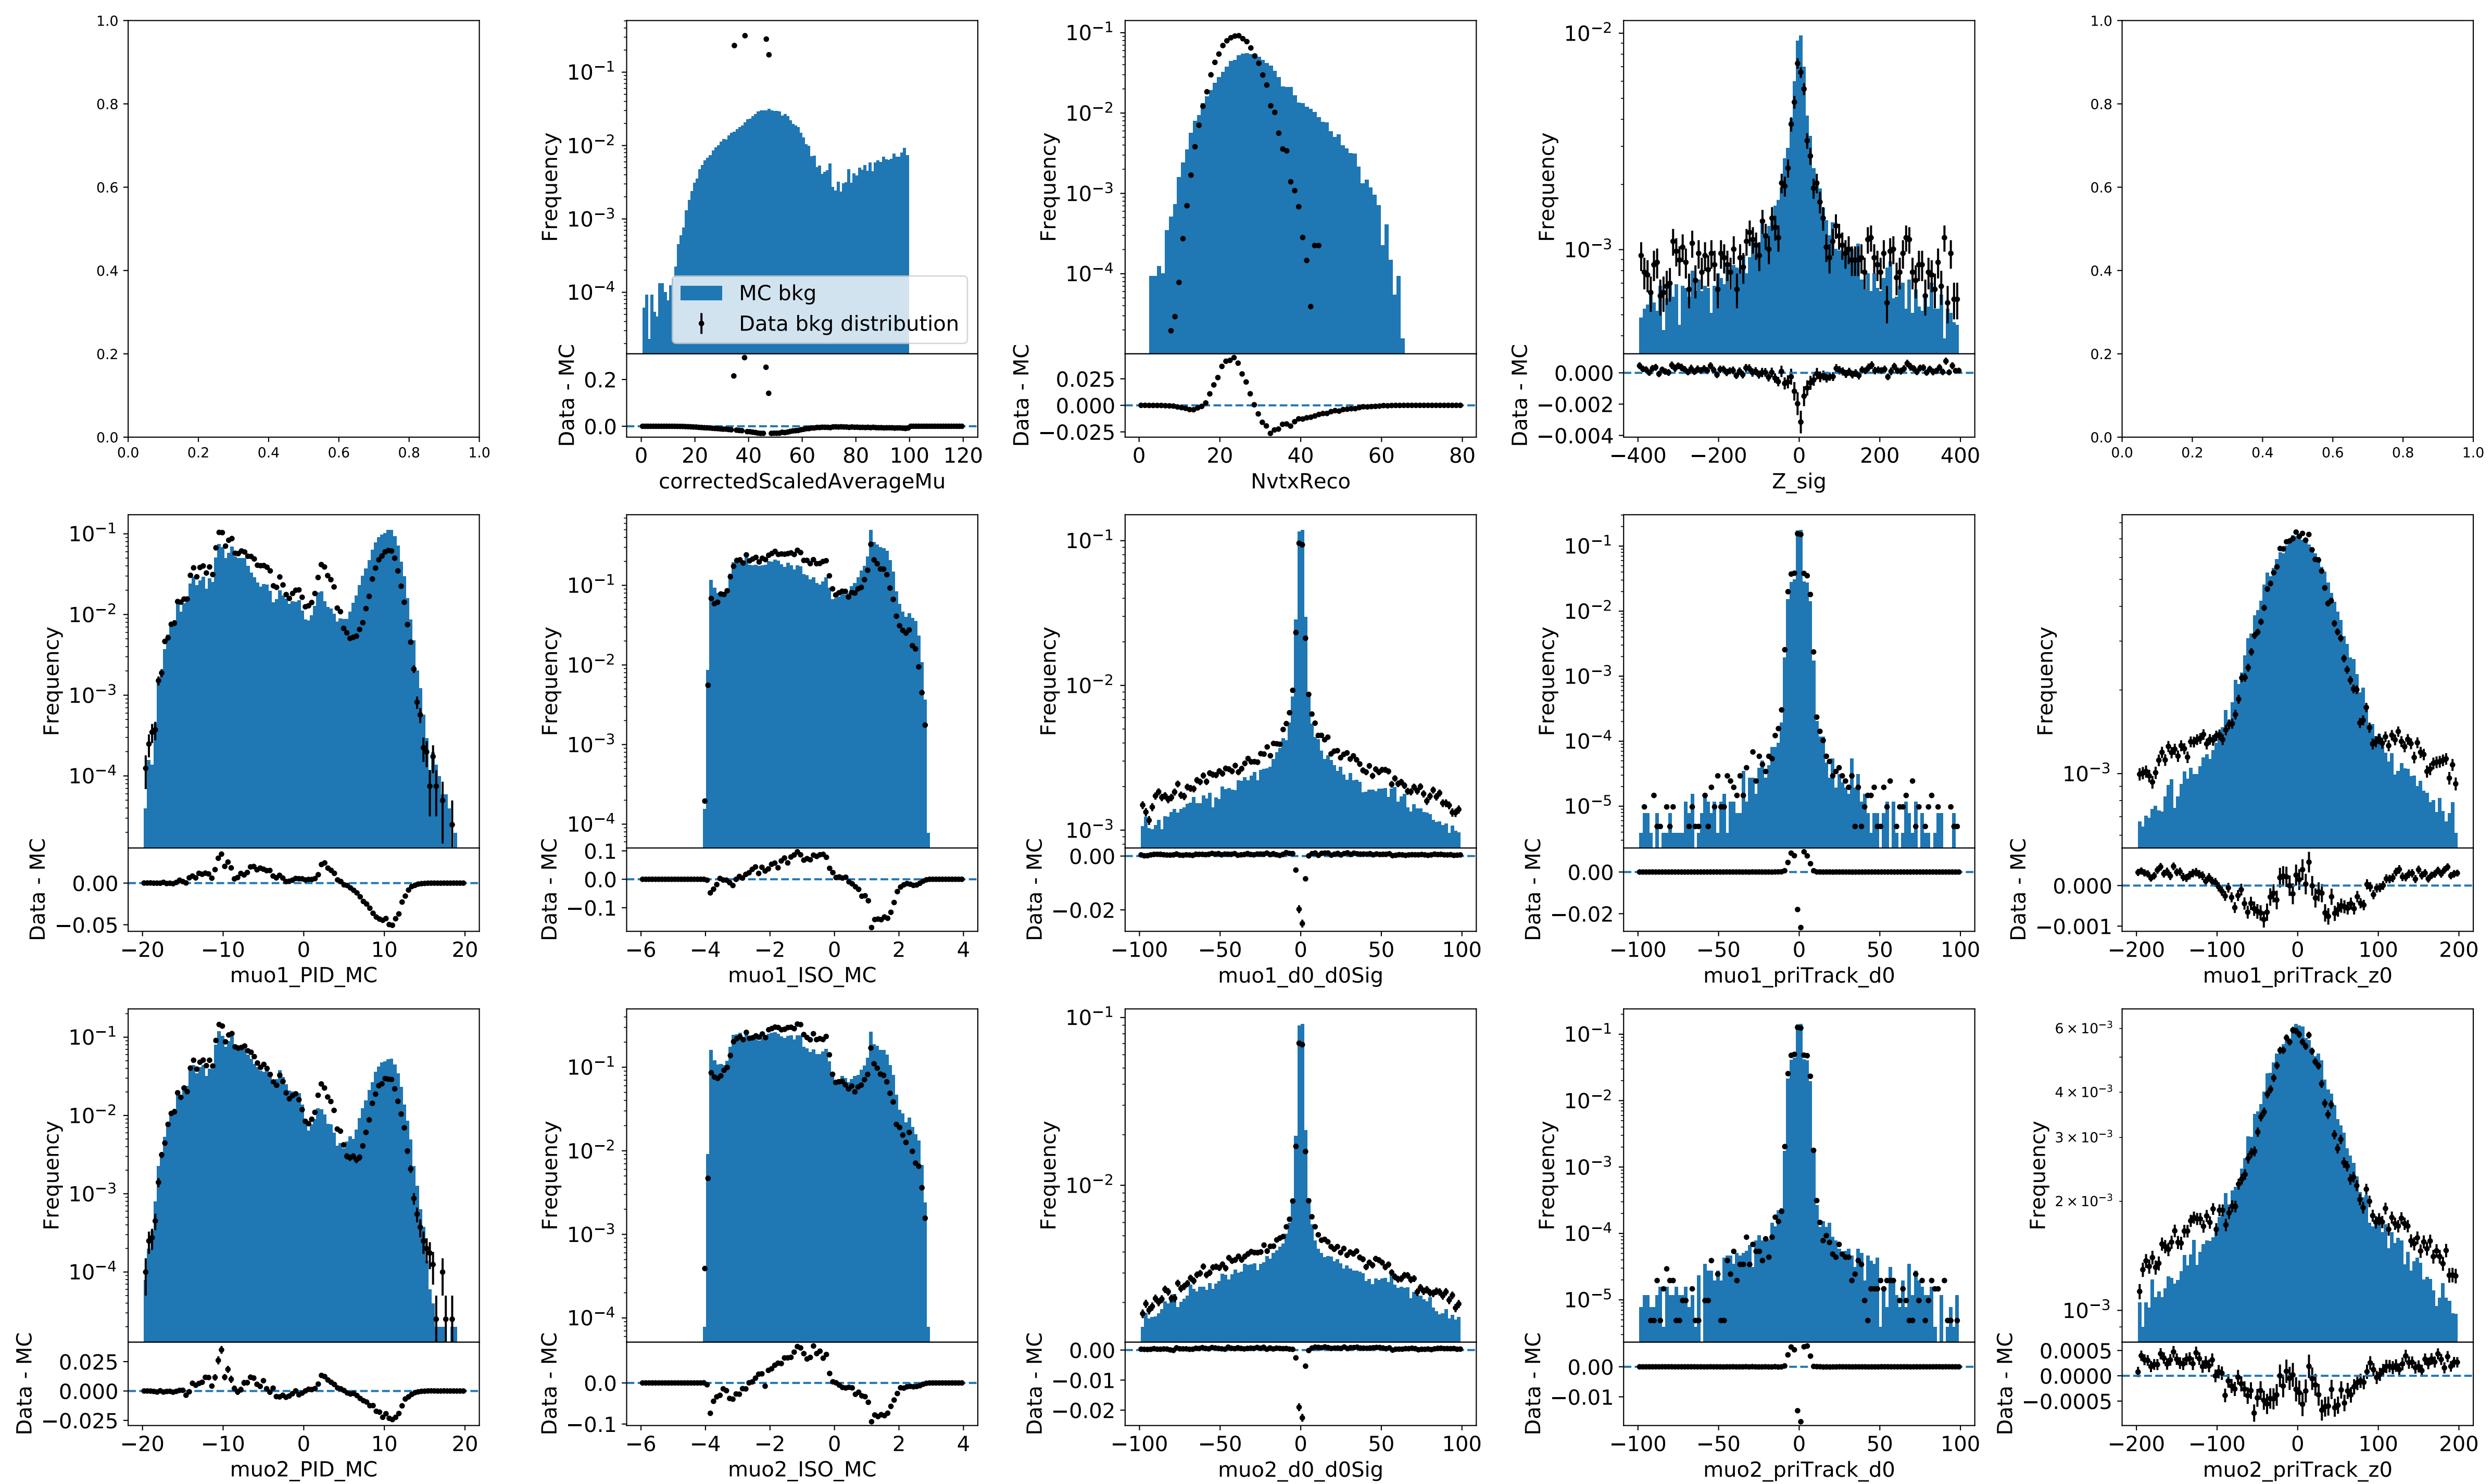 1.0
0.8
0.6
0.4
0.2
0.0
0.0 0.2 0.4 0.6 0.8 1.0
Frequency
10⁻¹
10⁻²
10⁻³
10⁻⁴
MC bkg
Data bkg distribution
Data - MC
0.2
0.0
0 20 40 60 80 100 120
correctedScaledAverageMu
Frequency
10⁻¹
10⁻²
10⁻³
10⁻⁴
Data - MC
0.025
0.000
−0.025
0 20 40 60 80
NvtxReco
Frequency
10⁻²
10⁻³
Data - MC
0.000
−0.002
−0.004
−400 −200 0 200 400
Z_sig
1.0
0.8
0.6
0.4
0.2
0.0
0.0 0.2 0.4 0.6 0.8 1.0
Frequency
10⁻¹
10⁻²
10⁻³
10⁻⁴
Data - MC
0.00
−0.05
−20 −10 0 10 20
muo1_PID_MC
Frequency
10⁻¹
10⁻²
10⁻³
10⁻⁴
Data - MC
0.1
0.0
−0.1
−6 −4 −2 0 2 4
muo1_ISO_MC
Frequency
10⁻¹
10⁻²
10⁻³
Data - MC
0.00
−0.02
−100 −50 0 50 100
muo1_d0_d0Sig
Frequency
10⁻¹
10⁻²
10⁻³
10⁻⁴
10⁻⁵
Data - MC
0.00
−0.02
−100 −50 0 50 100
muo1_priTrack_d0
Frequency
10⁻³
Data - MC
0.000
−0.001
−200 −100 0 100 200
muo1_priTrack_z0
Frequency
10⁻¹
10⁻²
10⁻³
10⁻⁴
Data - MC
0.025
0.000
−0.025
−20 −10 0 10 20
muo2_PID_MC
Frequency
10⁻¹
10⁻²
10⁻³
10⁻⁴
Data - MC
0.0
−0.1
−6 −4 −2 0 2 4
muo2_ISO_MC
Frequency
10⁻¹
10⁻²
Data - MC
0.00
−0.01
−0.02
−100 −50 0 50 100
muo2_d0_d0Sig
Frequency
10⁻¹
10⁻²
10⁻³
10⁻⁴
10⁻⁵
Data - MC
0.00
−0.01
−100 −50 0 50 100
muo2_priTrack_d0
Frequency
6 × 10⁻³
4 × 10⁻³
3 × 10⁻³
2 × 10⁻³
10⁻³
Data - MC
0.0005
0.0000
−0.0005
−200 −100 0 100 200
muo2_priTrack_z0